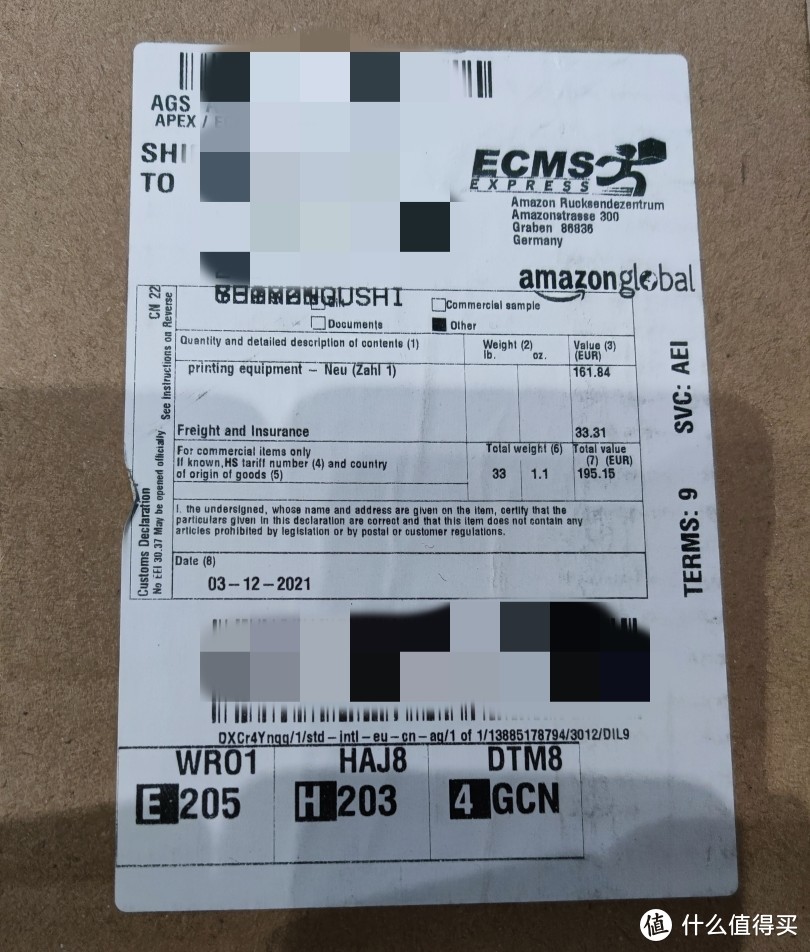 AGS
APEX /
SHI
TO
ECMS
EXPRESS
Amazon Rucksendezentrum
Amazonstrasse 300
Graben 86836
Germany
amazonglobal
CN 22
See Instructions on Reverse
Customs Declaration
No EEI 30.37 May be opened officially
Commercial sample
Documents
Other
Quantity and detailed description of contents (1)
Weight (2)
lb. oz.
Value (3)
(EUR)
printing equipment – Neu (Zahl 1)
161.84
Freight and Insurance
33.31
For commercial items only
If known,HS tariff number (4) and country
of origin of goods (5)
Total weight (6)
33 1.1
Total value
(7) (EUR)
195.15
I. the undersigned, whose name and address are given on the item, certify that the
particulars given in this declaration are correct and that this item does not contain any
articles prohibited by legislation or by postal or customer regulations.
Date (8)
03–12–2021
SVC: AEI
TERMS: 9
DXCr4Ynqq/1/std–intl–eu–cn–aq/1 of 1/13885178794/3012/DIL9
WR01 HAJ8 DTM8
E 205 H 203 4 GCN
值 什么值得买